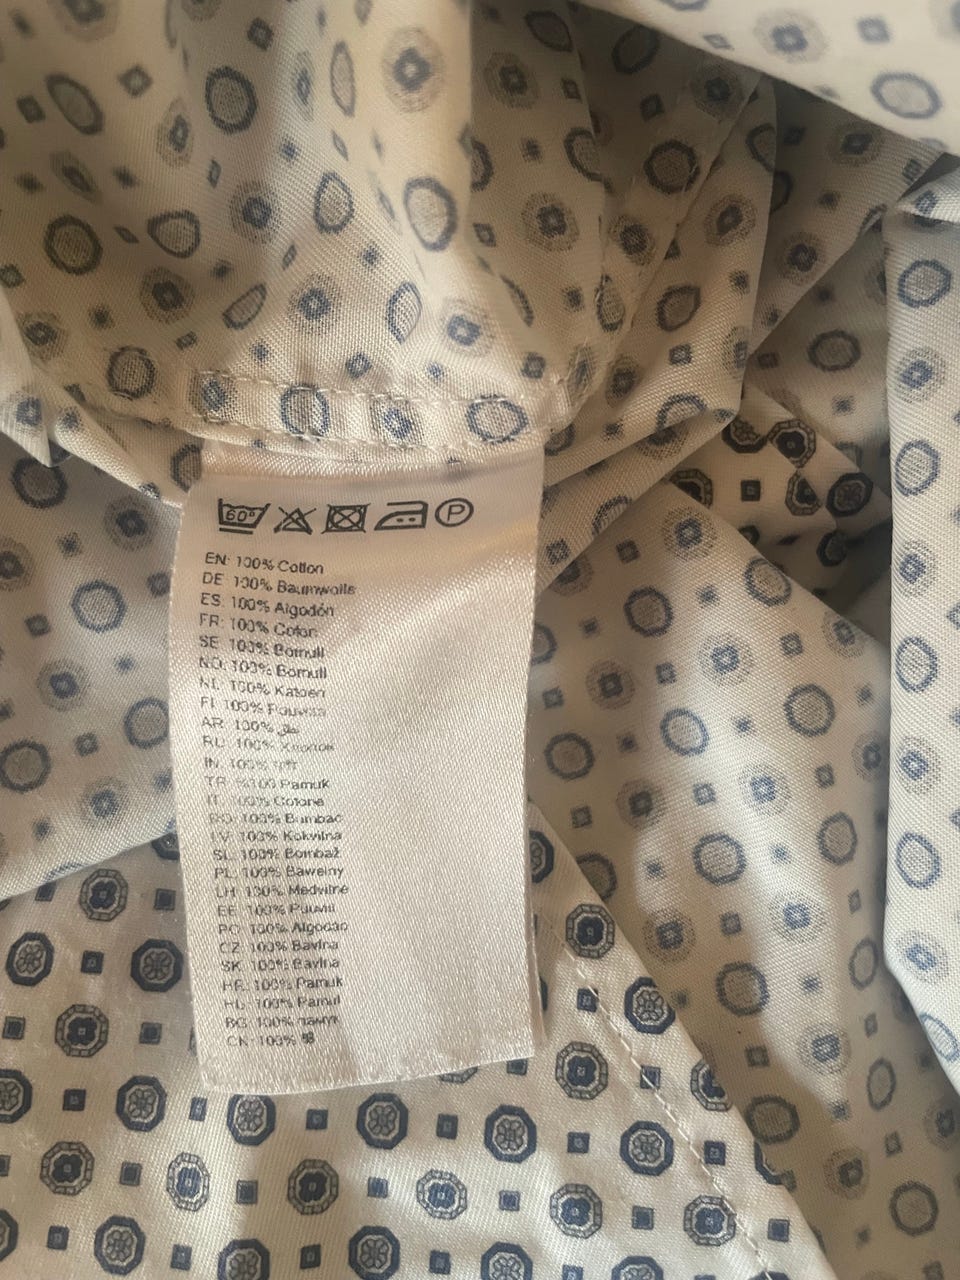 60°
P
EN: 100% Cotton
DE 100% Baumwolle
ES. 100% Algodón
FR: 100% Coton
SE 100% Bomull
NO: 100% Bomull
NL 100% Katoen
FI 100% Puuvilla
AR 100%
RU: 100% Хлопок
IN. 100%
TR %100 Pamuk
IT 100% Cotone
RO: 100% Bumbac
LV: 100% Kokvilna
SL: 100% Bombaž
PL 100% Bawełny
LH 100% Medvilnė
EE 100% Puuvill
PO 100% Algodão
CZ 100% Bavlna
SK 100% Bavlna
HR 100% Pamuk
HU 100% Pamut
BG 100% памук
CK 100% 棉